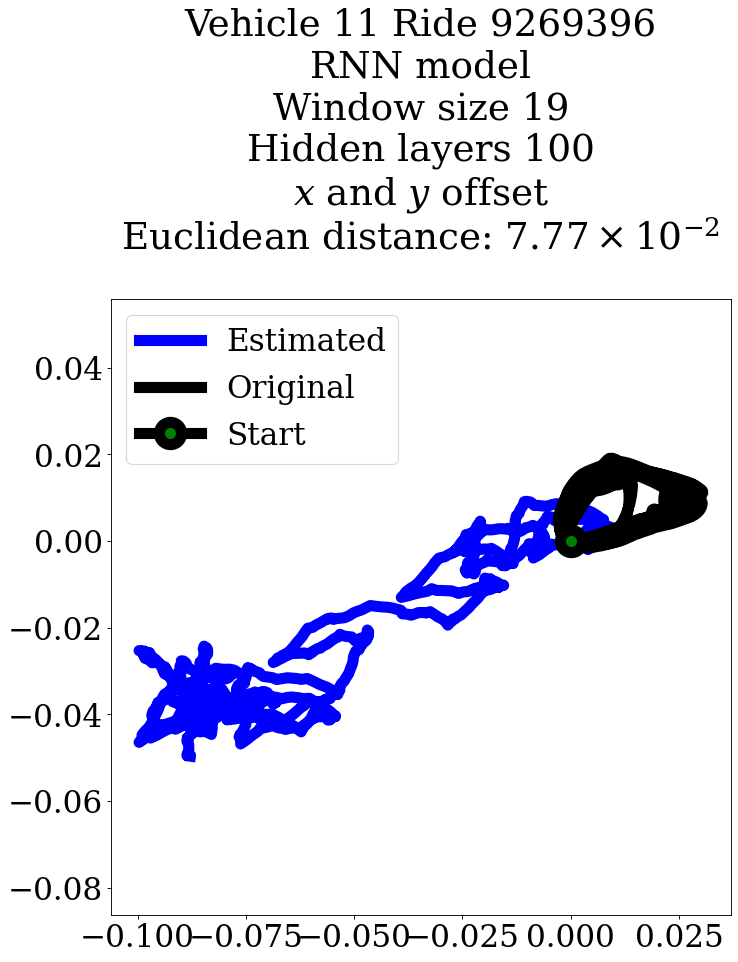 Vehicle 11 Ride 9269396
RNN model
Window size 19
Hidden layers 100
x and y offset
Euclidean distance: 7.77 × 10⁻²
Estimated
Original
Start
0.04
0.02
0.00
−0.02
−0.04
−0.06
−0.08
−0.100 −0.075 −0.050 −0.025 0.000 0.025